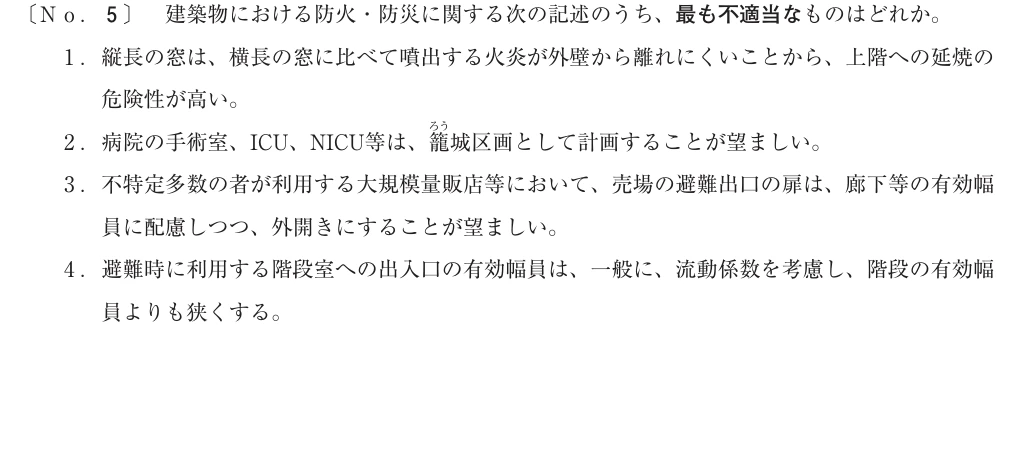 〔No. 5〕 建築物における防火・防災に関する次の記述のうち、最も不適当なものはどれか。
1. 縦長の窓は、横長の窓に比べて噴出する火炎が外壁から離れにくいことから、上階への延焼の
危険性が高い。
2. 病院の手術室、ICU、NICU等は、籠(ろう)城区画として計画することが望ましい。
3. 不特定多数の者が利用する大規模量販店等において、売場の避難出口の扉は、廊下等の有効幅
員に配慮しつつ、外開きにすることが望ましい。
4. 避難時に利用する階段室への出入口の有効幅員は、一般に、流動係数を考慮し、階段の有効幅
員よりも狭くする。